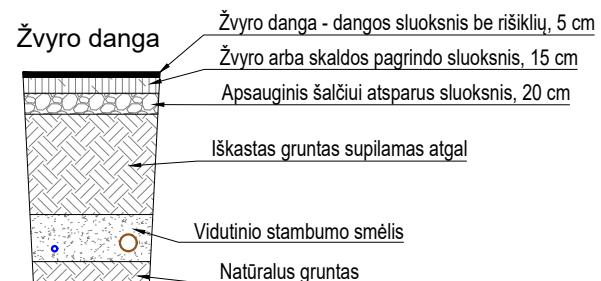 Žvyro danga
Žvyro danga - dangos sluoksnis be rišiklių, 5 cm
Žvyro arba skaldos pagrindo sluoksnis, 15 cm
Apsauginis šalčiui atsparus sluoksnis, 20 cm
Iškastas gruntas supilamas atgal
Vidutinio stambumo smėlis
Natūralus gruntas